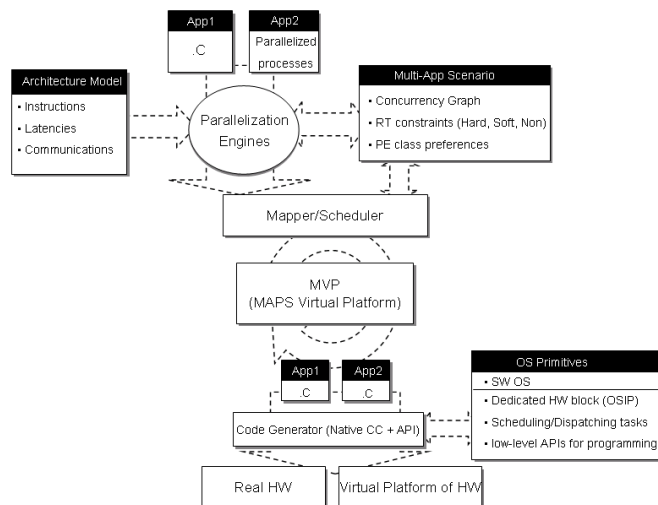 App1
.C
App2
Parallelized
processes
Architecture Model
▪ Instructions
▪ Latencies
▪ Communications
Parallelization
Engines
Multi-App Scenario
▪ Concurrency Graph
▪ RT constraints (Hard, Soft, Non)
▪ PE class preferences
Mapper/Scheduler
MVP
(MAPS Virtual Platform)
App1
.C
App2
.C
Code Generator (Native CC + API)
OS Primitives
▪ SW OS
▪ Dedicated HW block (OSIP)
▪ Scheduling/Dispatching tasks
▪ low-level APIs for programming
Real HW
Virtual Platform of HW